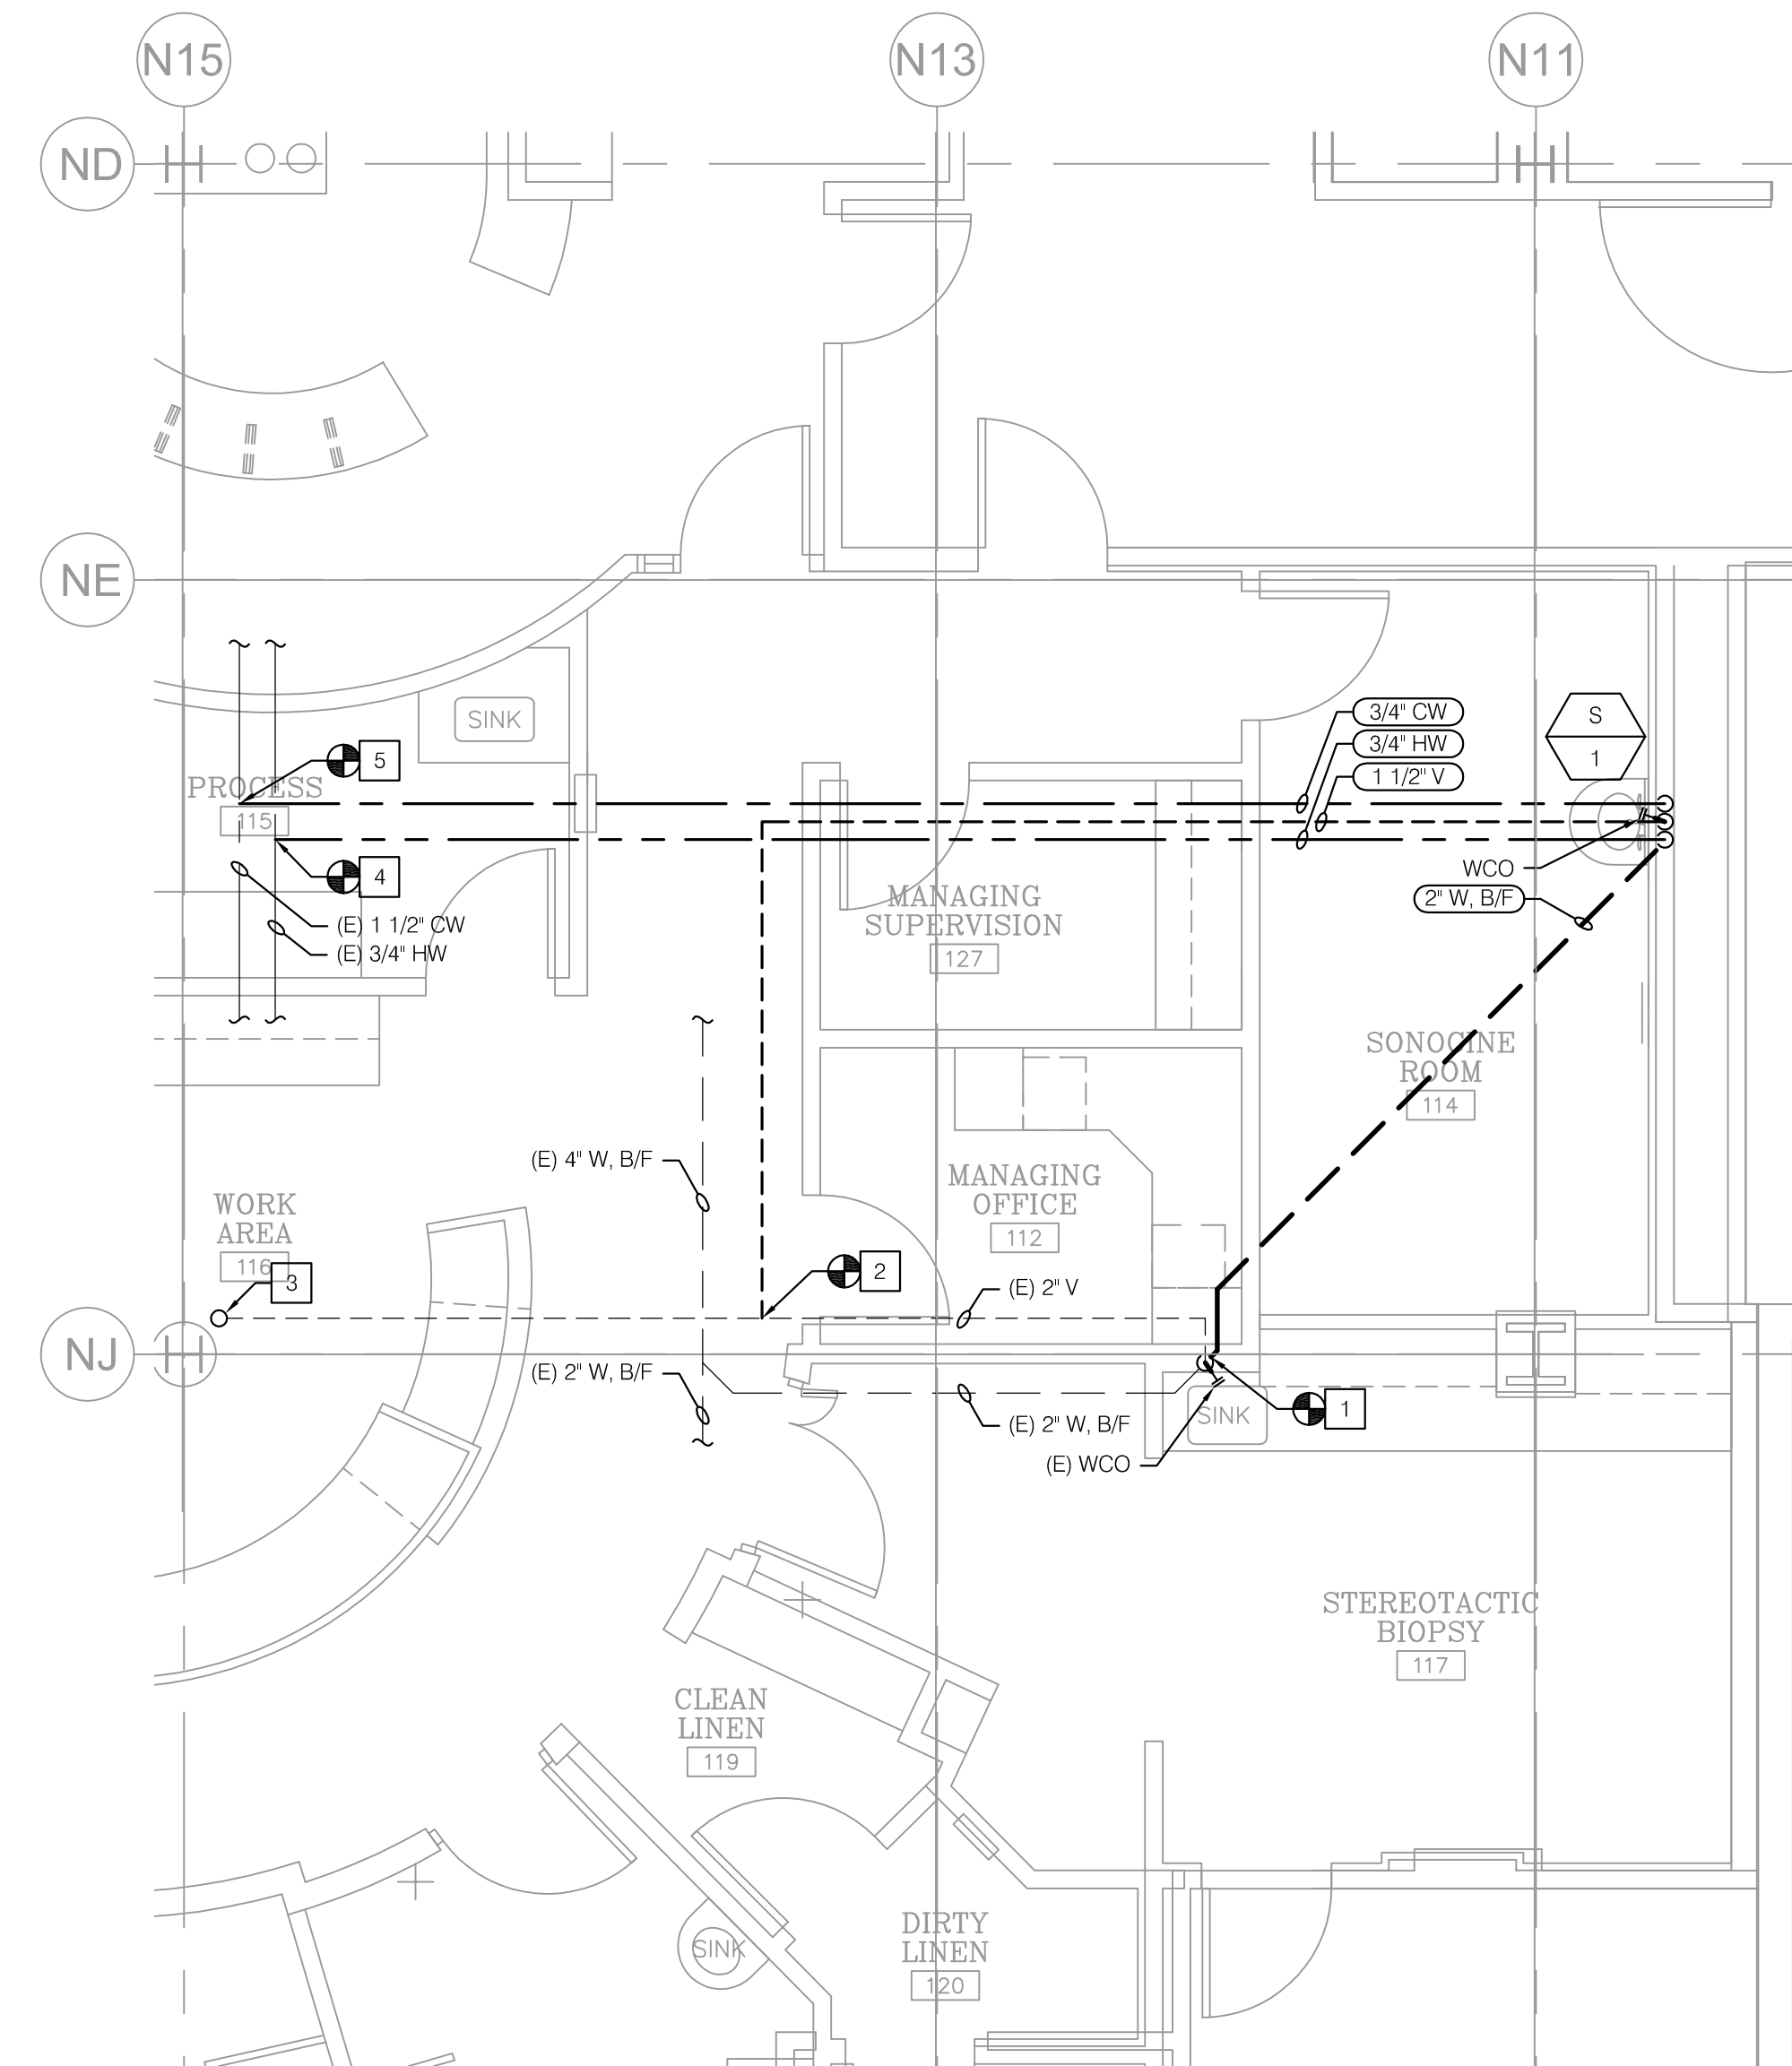 N15
N13
N11
ND
NE
3/4" CW
S
SINK
3/4" HW
1
5
1 1/2" V
PROCESS
115
WCO
4
MANAGING
2" W, B/F
SUPERVISION
(E) 1 1/2" CW
(E) 3/4" HW
127
SONOCINE
ROOM
114
(E) 4" W, B/F
MANAGING
OFFICE
WORK
AREA
112
116
3
2
(E) 2" V
NJ
(E) 2" W, B/F
1
SINK
(E) 2" W, B/F
(E) WCO
STEREOTACTIC
BIOPSY
117
CLEAN
LINEN
119
DIRTY
LINEN
SINK
120